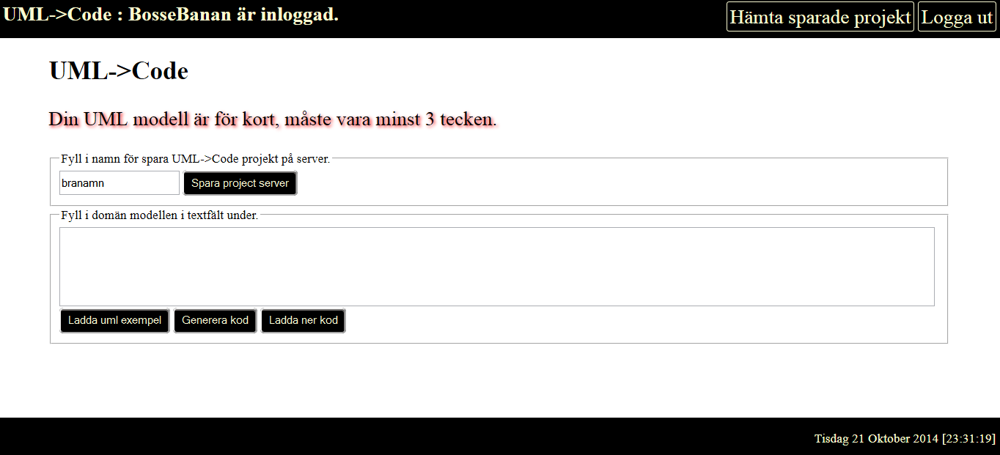 UML->Code : BosseBanan är inloggad.
Hämta sparade projekt Logga ut
UML->Code
Din UML modell är för kort, måste vara minst 3 tecken.
Fyll i namn för spara UML->Code projekt på server.
branamn Spara project server
Fyll i domän modellen i textfält under.
Ladda uml exempel Generera kod Ladda ner kod
Tisdag 21 Oktober 2014 [23:31:19]